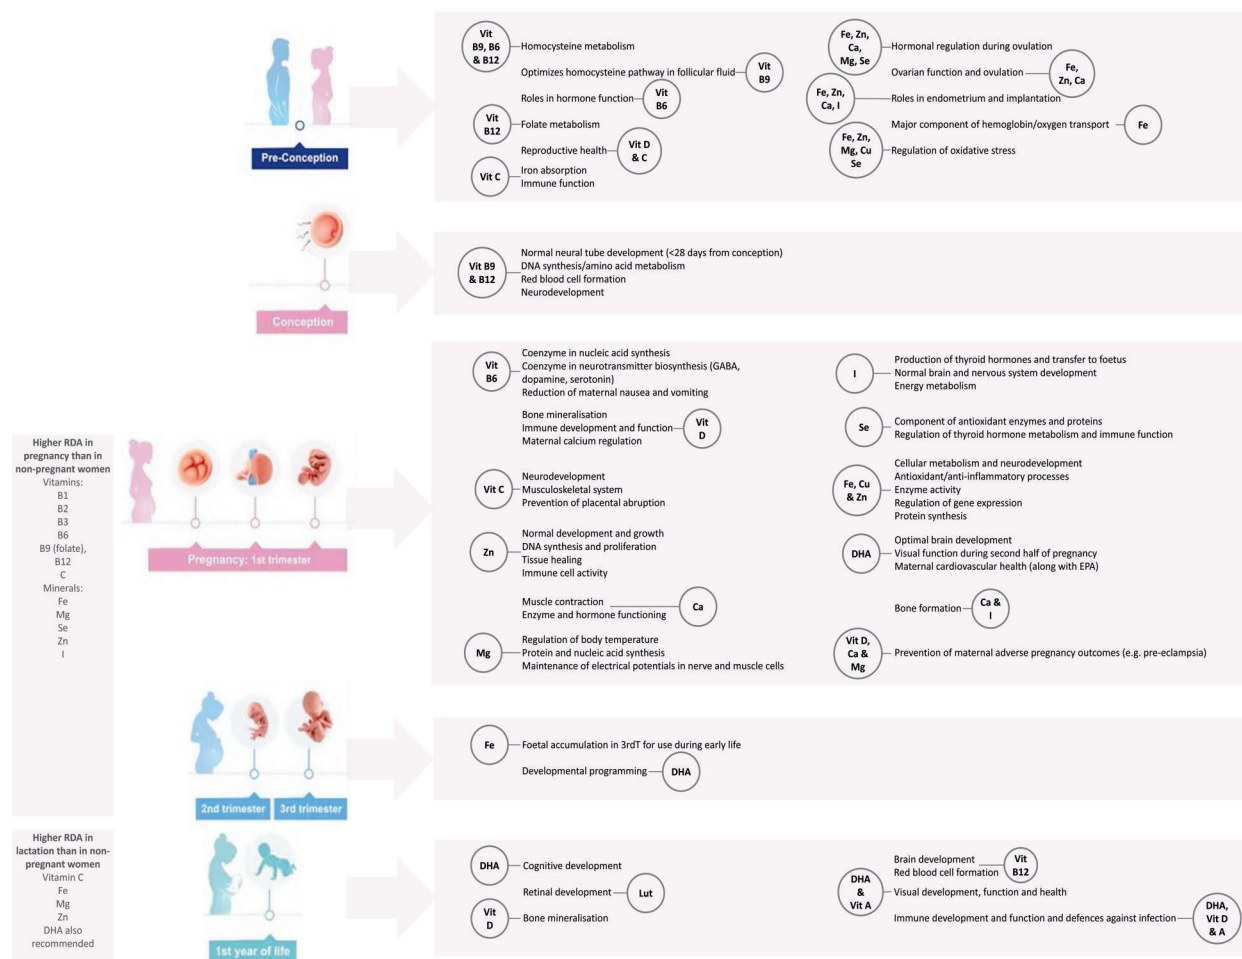 Pre-Conception
Vit
B9, B6
& B12
Homocysteine metabolism
Optimizes homocysteine pathway in follicular fluid
Vit
B9
Roles in hormone function
Vit
B6
Vit
B12
Folate metabolism
Reproductive health
Vit D
& C
Vit C
Iron absorption
Immune function
Fe, Zn,
Ca,
Mg, Se
Hormonal regulation during ovulation
Ovarian function and ovulation
Fe,
Zn, Ca
Fe, Zn,
Ca, I
Roles in endometrium and implantation
Major component of hemoglobin/oxygen transport
Fe
Fe, Zn,
Mg, Cu
Se
Regulation of oxidative stress
Conception
Vit B9
& B12
Normal neural tube development (<28 days from conception)
DNA synthesis/amino acid metabolism
Red blood cell formation
Neurodevelopment
Higher RDA in
pregnancy than in
non-pregnant women
Vitamins:
B1
B2
B3
B6
B9 (folate),
B12
C
Minerals:
Fe
Mg
Se
Zn
I
Pregnancy: 1st trimester
Vit
B6
Coenzyme in nucleic acid synthesis
Coenzyme in neurotransmitter biosynthesis (GABA,
dopamine, serotonin)
Reduction of maternal nausea and vomiting
Bone mineralisation
Immune development and function
Maternal calcium regulation
Vit
D
Vit C
Neurodevelopment
Musculoskeletal system
Prevention of placental abruption
Zn
Normal development and growth
DNA synthesis and proliferation
Tissue healing
Immune cell activity
Muscle contraction
Enzyme and hormone functioning
Ca
Mg
Regulation of body temperature
Protein and nucleic acid synthesis
Maintenance of electrical potentials in nerve and muscle cells
I
Production of thyroid hormones and transfer to foetus
Normal brain and nervous system development
Energy metabolism
Se
Component of antioxidant enzymes and proteins
Regulation of thyroid hormone metabolism and immune function
Fe, Cu
& Zn
Cellular metabolism and neurodevelopment
Antioxidant/anti-inflammatory processes
Enzyme activity
Regulation of gene expression
Protein synthesis
DHA
Optimal brain development
Visual function during second half of pregnancy
Maternal cardiovascular health (along with EPA)
Bone formation
Ca &
I
Vit D,
Ca &
Mg
Prevention of maternal adverse pregnancy outcomes (e.g. pre-eclampsia)
2nd trimester
3rd trimester
Fe
Foetal accumulation in 3rdT for use during early life
Developmental programming
DHA
Higher RDA in
lactation than in non-
pregnant women
Vitamin C
Fe
Mg
Zn
DHA also
recommended
1st year of life
DHA
Cognitive development
Retinal development
Lut
Vit
D
Bone mineralisation
Brain development
Red blood cell formation
Vit
B12
DHA
&
Vit A
Visual development, function and health
Immune development and function and defences against infection
DHA,
Vit D
& A